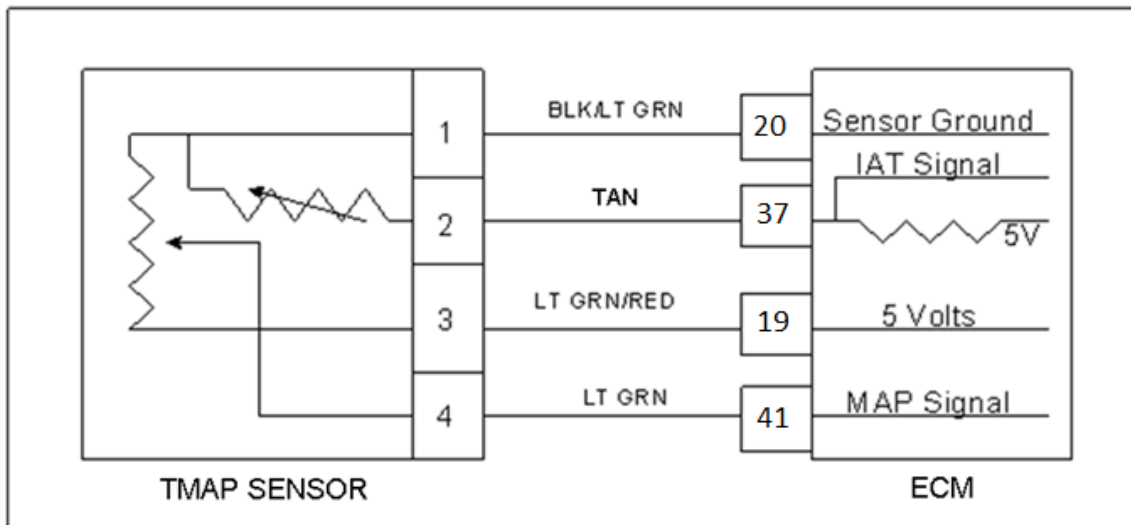 1 BLK/LT GRN 20 Sensor Ground
IAT Signal
2 TAN 37 5V
3 LT GRN/RED 19 5 Volts
4 LT GRN 41 MAP Signal
TMAP SENSOR ECM